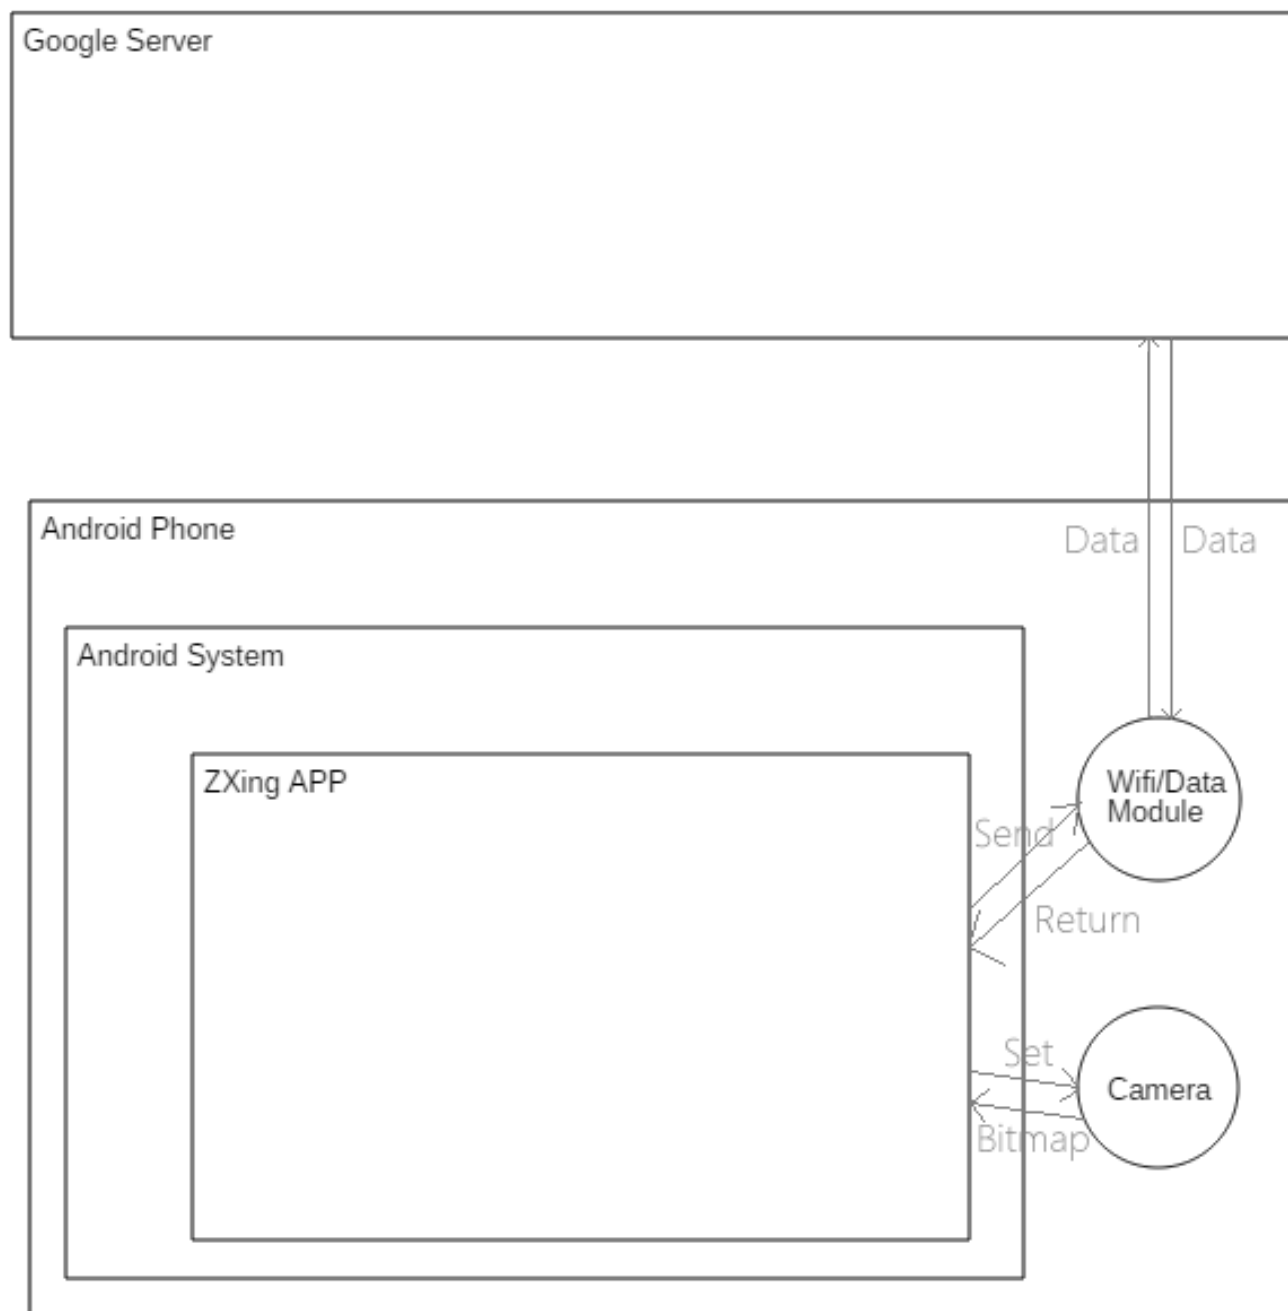 Google Server
Android Phone
Data
Data
Android System
ZXing APP
Wifi/Data
Module
Send
Return
Set
Camera
Bitmap